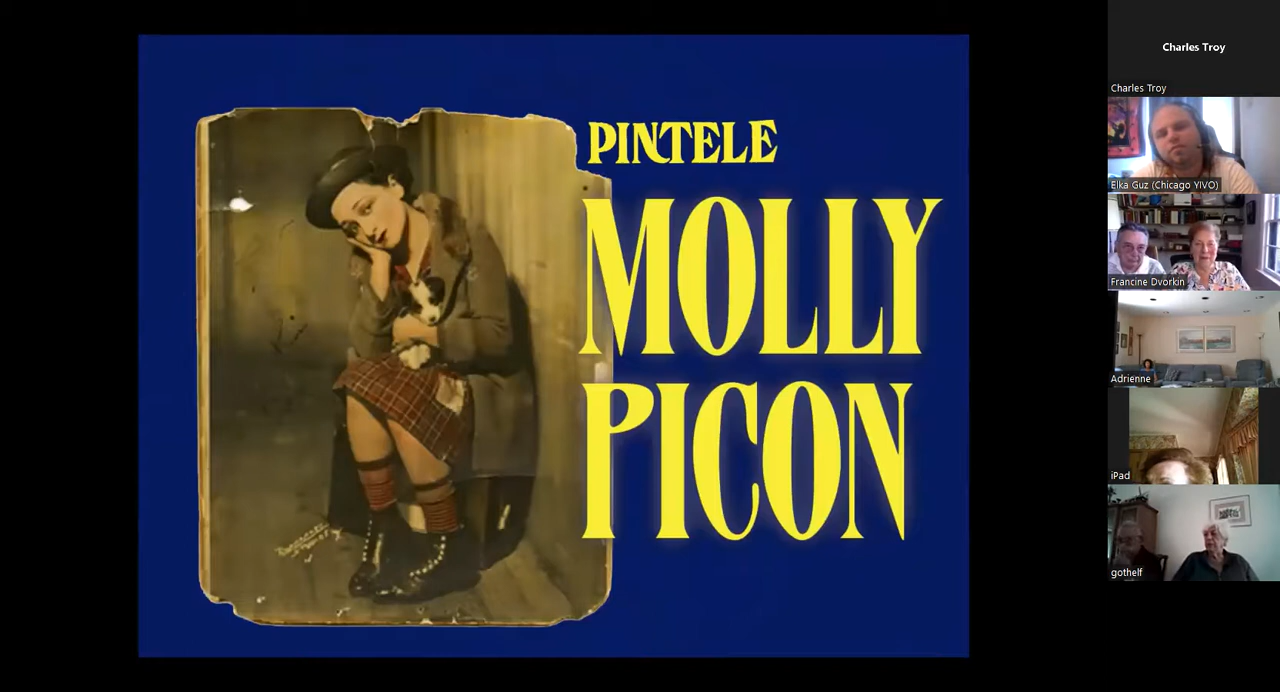 PINTELE
MOLLY
PICON
Charles Troy
Charles Troy
Elka Guz (Chicago YIVO)
Francine Dvorkin
Adrienne
iPad
gothelf